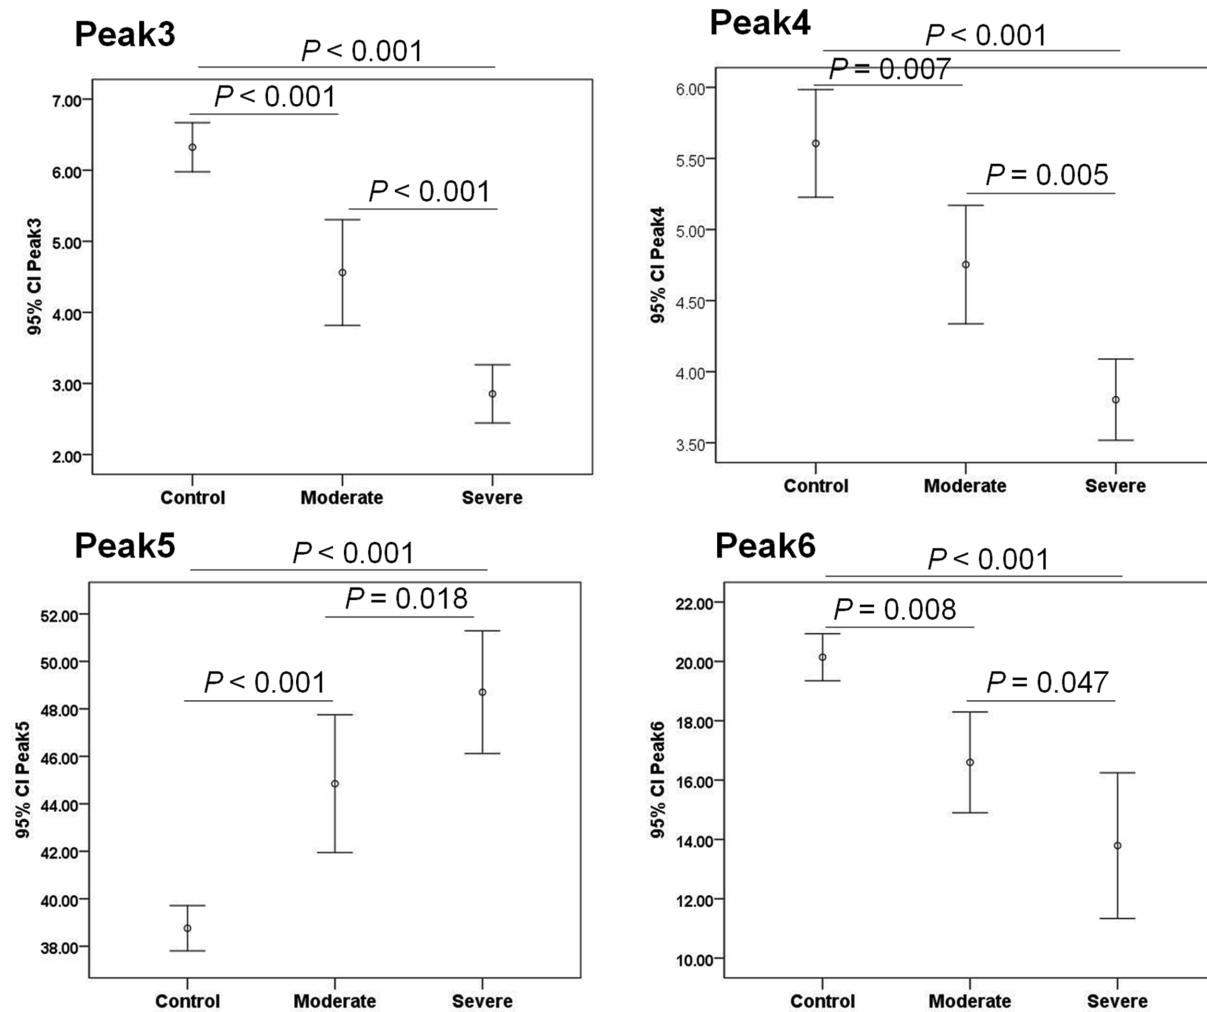 Peak3
P < 0.001
P < 0.001
P < 0.001
95% CI Peak3
7.00
6.00
5.00
4.00
3.00
2.00
Control Moderate Severe
Peak4
P < 0.001
P = 0.007
P = 0.005
95% CI Peak4
6.00
5.50
5.00
4.50
4.00
3.50
Control Moderate Severe
Peak5
P < 0.001
P = 0.018
P < 0.001
95% CI Peak5
52.00
50.00
48.00
46.00
44.00
42.00
40.00
38.00
Control Moderate Severe
Peak6
P < 0.001
P = 0.008
P = 0.047
95% CI Peak6
22.00
20.00
18.00
16.00
14.00
12.00
10.00
Control Moderate Severe